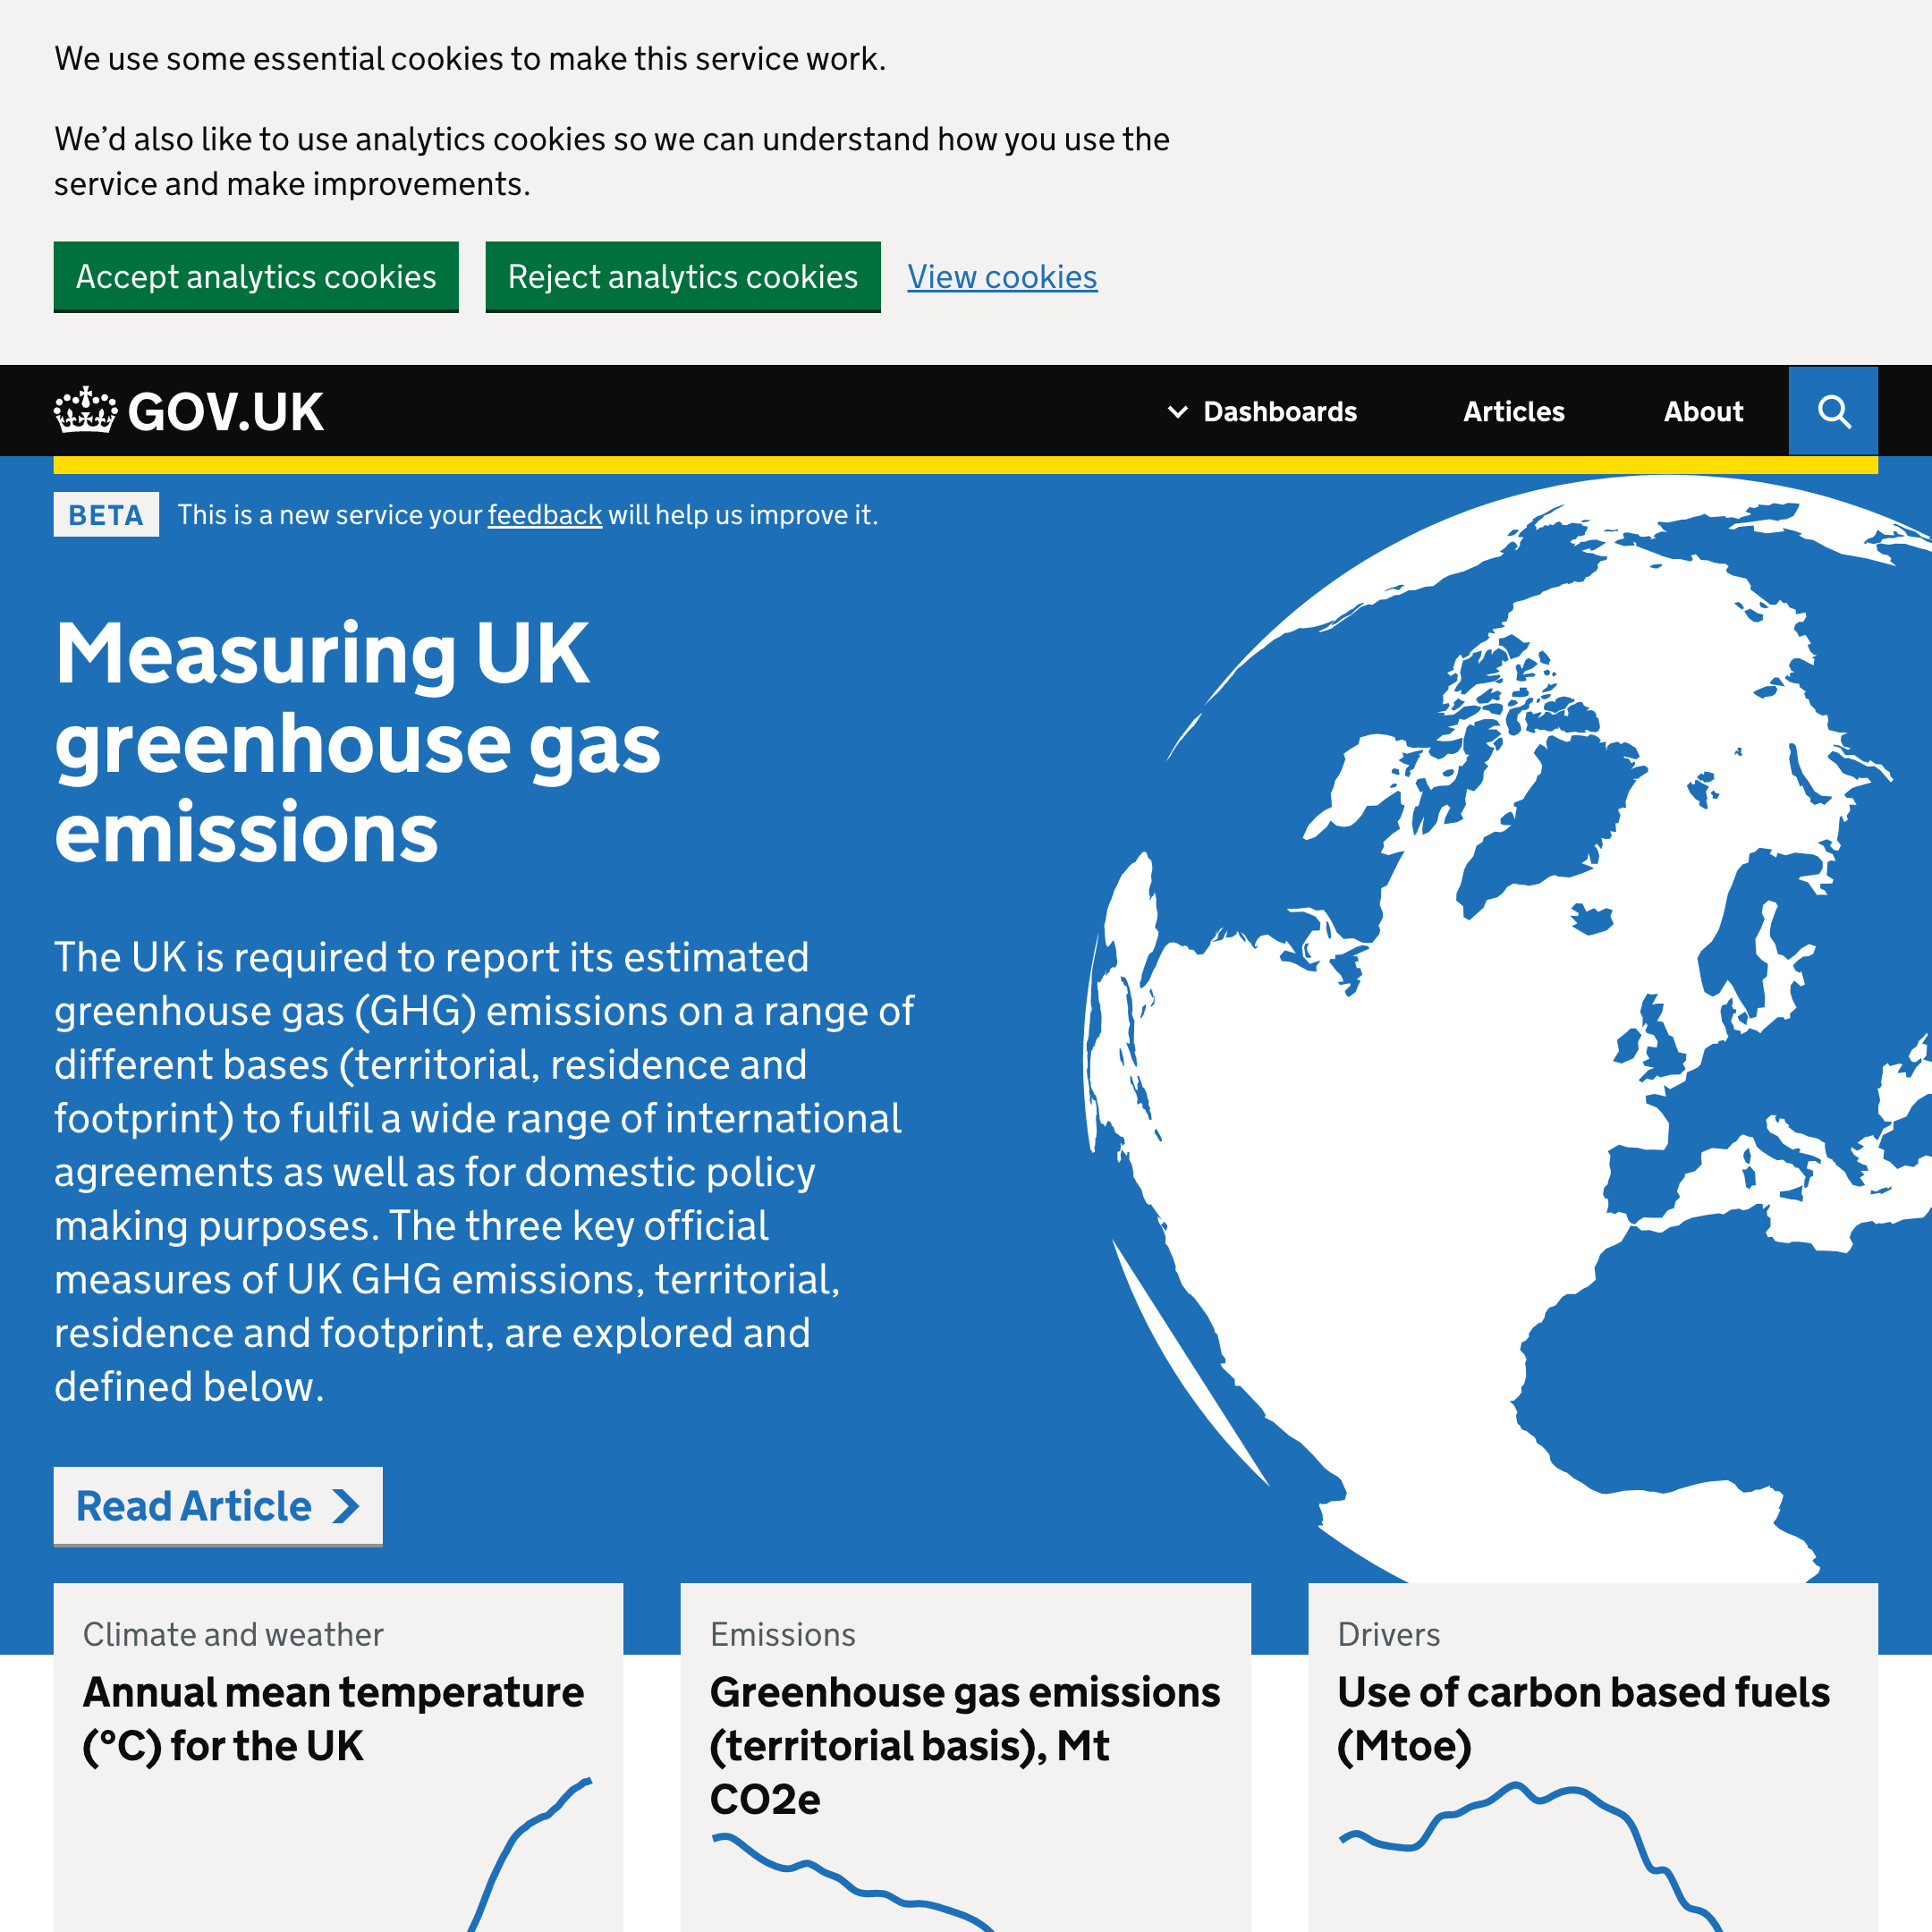 We use some essential cookies to make this service work.
We’d also like to use analytics cookies so we can understand how you use the
service and make improvements.
Accept analytics cookies
Reject analytics cookies
View cookies
GOV.UK
Dashboards
Articles
About
BETA
This is a new service your feedback will help us improve it.
Measuring UK
greenhouse gas
emissions
The UK is required to report its estimated
greenhouse gas (GHG) emissions on a range of
different bases (territorial, residence and
footprint) to fulfil a wide range of international
agreements as well as for domestic policy
making purposes. The three key official
measures of UK GHG emissions, territorial,
residence and footprint, are explored and
defined below.
Read Article
Climate and weather
Annual mean temperature
(°C) for the UK
Emissions
Greenhouse gas emissions
(territorial basis), Mt
CO2e
Drivers
Use of carbon based fuels
(Mtoe)